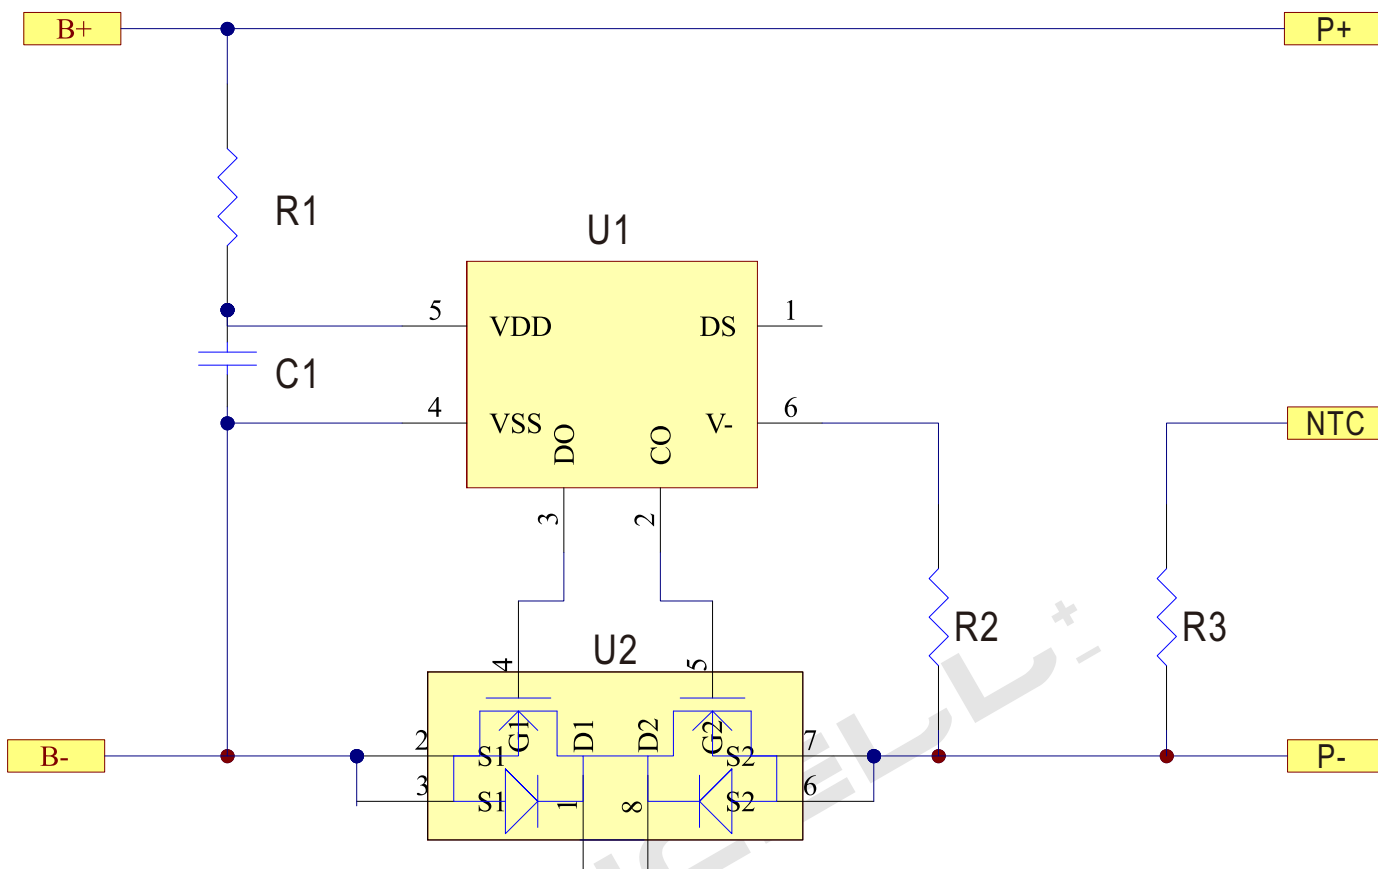 B+
P+
R1
U1
5
VDD
DS
1
C1
4
VSS
DO
CO
V-
6
NTC
3
2
R2
R3
U2
4
5
2
S1
G1
D1
D2
G2
S2
7
B-
P-
3
S1
1
8
S2
6